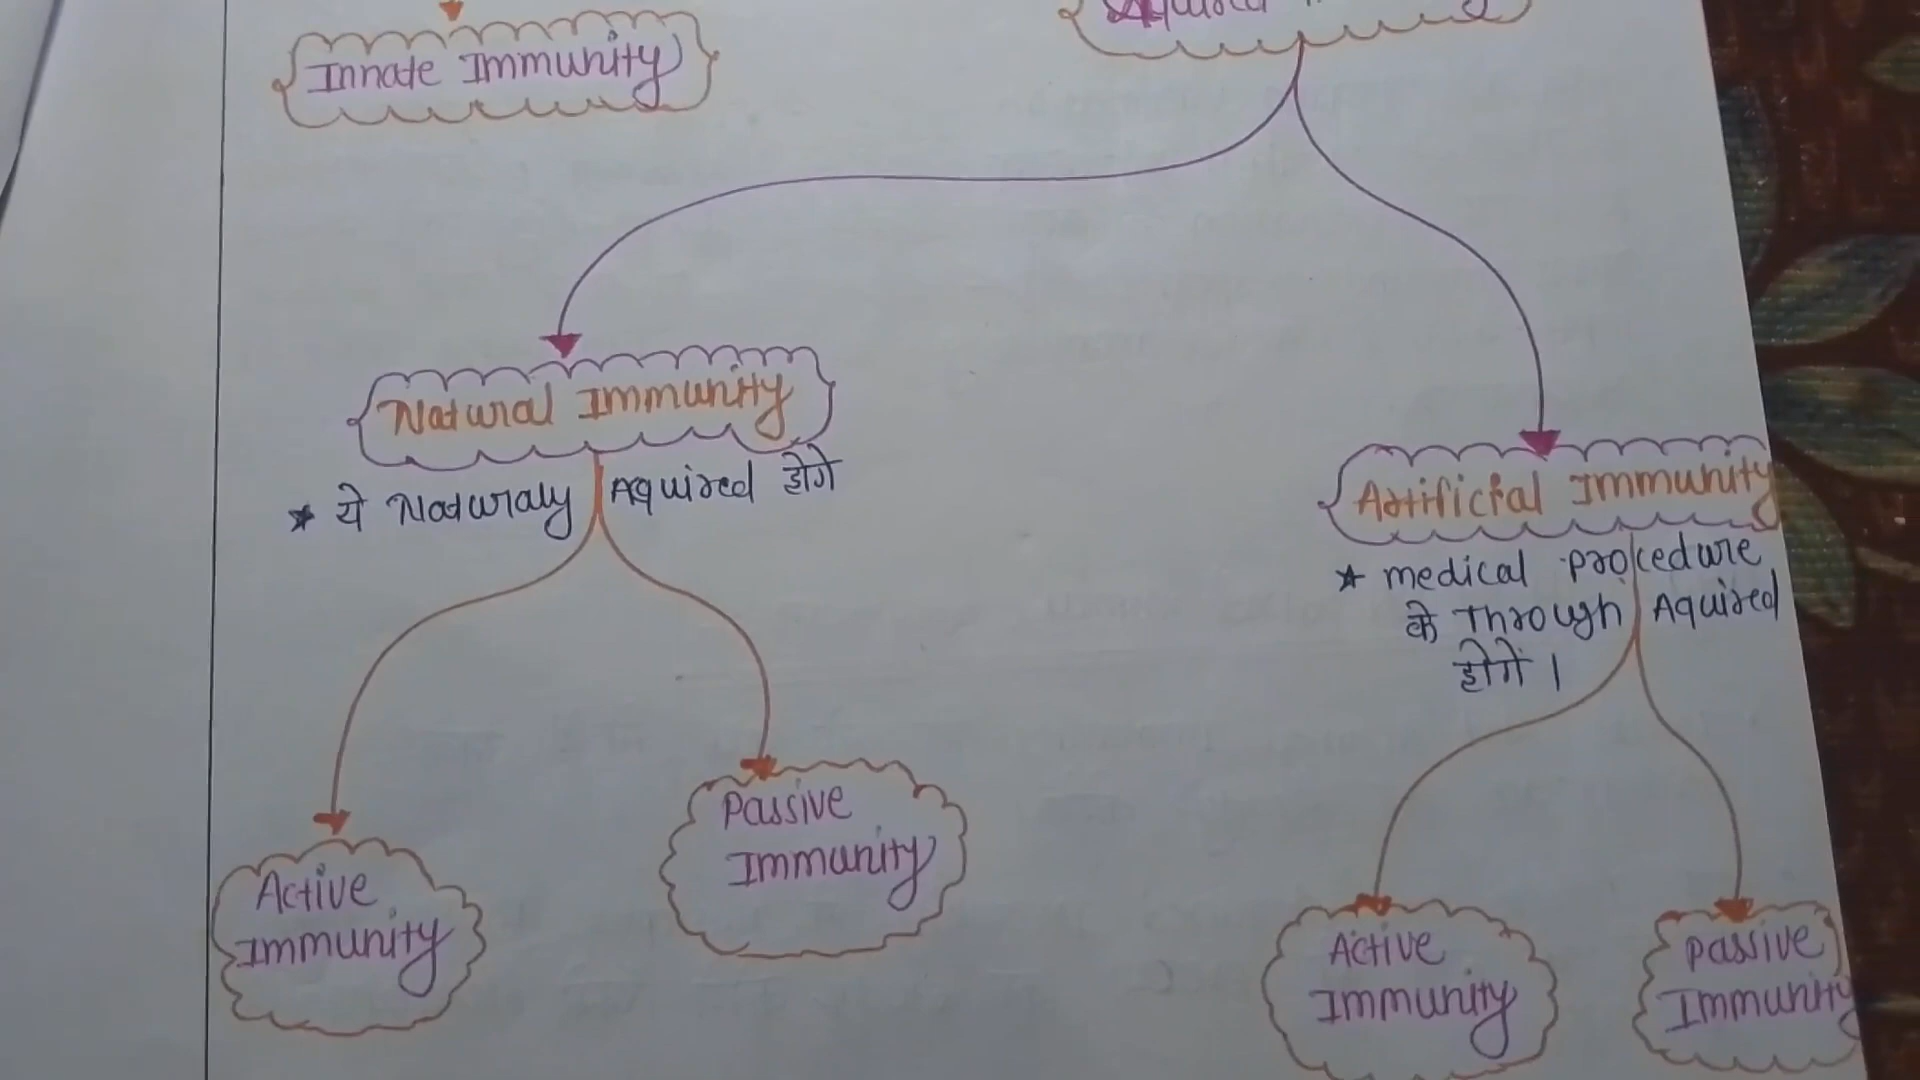 Innate Immunity
Natural Immunity
★ ये Naturaly Aquired होगे
Artificial Immunity
★ medical procedure
के Through Aquired
होगें ।
Passive
Immunity
Active
Immunity
Active
Immunity
Passive
Immunity